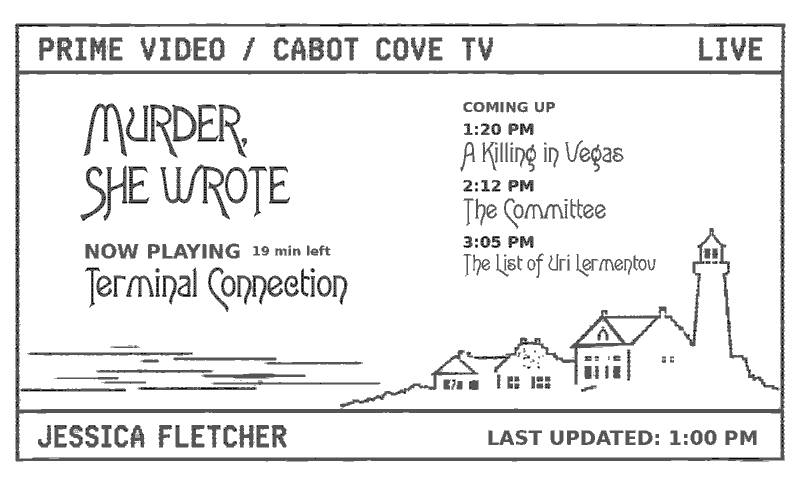 PRIME VIDEO / CABOT COVE TV
LIVE
MURDER,
SHE WROTE
NOW PLAYING 19 min left
Terminal Connection
COMING UP
1:20 PM
A Killing in Vegas
2:12 PM
The Committee
3:05 PM
The List of Uri Lermentov
JESSICA FLETCHER
LAST UPDATED: 1:00 PM